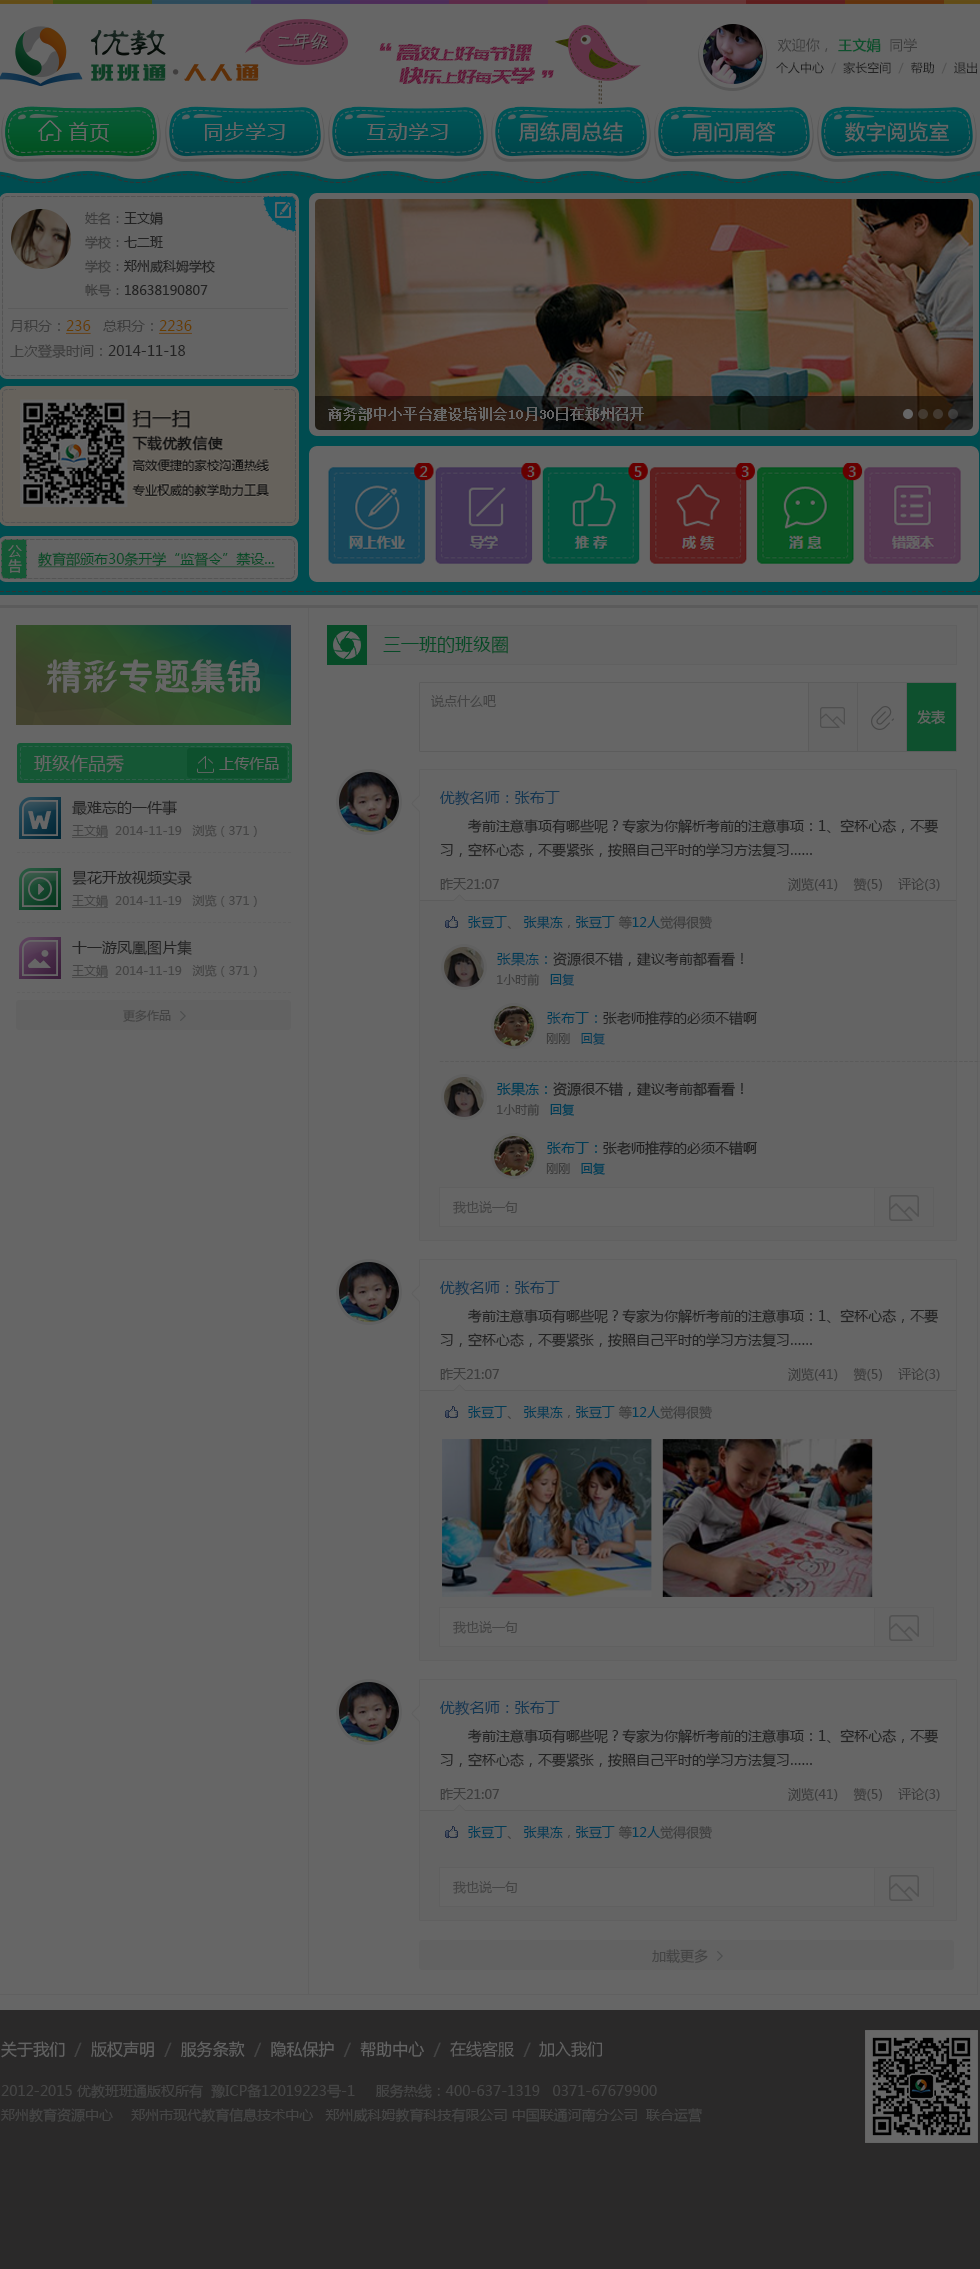 优教
班班通·人人通
二年级
“高效上好每节课
快乐上好每天学”
欢迎你， 王文娟 同学
个人中心 / 家长空间 / 帮助 / 退出
首页 同步学习 互动学习 周练周总结 周问周答 数字阅览室
姓名：王文娟
学校：七二班
学校：郑州威科姆学校
帐号：18638190807
月积分：236 总积分：2236
上次登录时间：2014-11-18
扫一扫
下载优教信使
高效便捷的家校沟通热线
专业权威的教学助力工具
公告
教育部颁布30条开学“监督令”禁设...
商务部中小平台建设培训会10月30日在郑州召开
2 3 5 3 3
网上作业 导学 推荐 成绩 消息 错题本
精彩专题集锦
班级作品秀 上传作品
W
最难忘的一件事
王文娟 2014-11-19 浏览（371）
昙花开放视频实录
王文娟 2014-11-19 浏览（371）
十一游凤凰图片集
王文娟 2014-11-19 浏览（371）
更多作品 >
三一班的班级圈
说点什么吧
发表
优教名师：张布丁
考前注意事项有哪些呢？专家为你解析考前的注意事项：1、空杯心态，不要
习，空杯心态，不要紧张，按照自己平时的学习方法复习......
昨天21:07 浏览(41) 赞(5) 评论(3)
张豆丁、张果冻，张豆丁 等12人觉得很赞
张果冻：资源很不错，建议考前都看看！
1小时前 回复
张布丁：张老师推荐的必须不错啊
刚刚 回复
张果冻：资源很不错，建议考前都看看！
1小时前 回复
张布丁：张老师推荐的必须不错啊
刚刚 回复
我也说一句
优教名师：张布丁
考前注意事项有哪些呢？专家为你解析考前的注意事项：1、空杯心态，不要
习，空杯心态，不要紧张，按照自己平时的学习方法复习......
昨天21:07 浏览(41) 赞(5) 评论(3)
张豆丁、张果冻，张豆丁 等12人觉得很赞
我也说一句
优教名师：张布丁
考前注意事项有哪些呢？专家为你解析考前的注意事项：1、空杯心态，不要
习，空杯心态，不要紧张，按照自己平时的学习方法复习......
昨天21:07 浏览(41) 赞(5) 评论(3)
张豆丁、张果冻，张豆丁 等12人觉得很赞
我也说一句
加载更多 >
关于我们 / 版权声明 / 服务条款 / 隐私保护 / 帮助中心 / 在线客服 / 加入我们
2012-2015 优教班班通版权所有 豫ICP备12019223号-1 服务热线：400-637-1319 0371-67679900
郑州教育资源中心 郑州市现代教育信息技术中心 郑州威科姆教育科技有限公司 中国联通河南分公司 联合运营